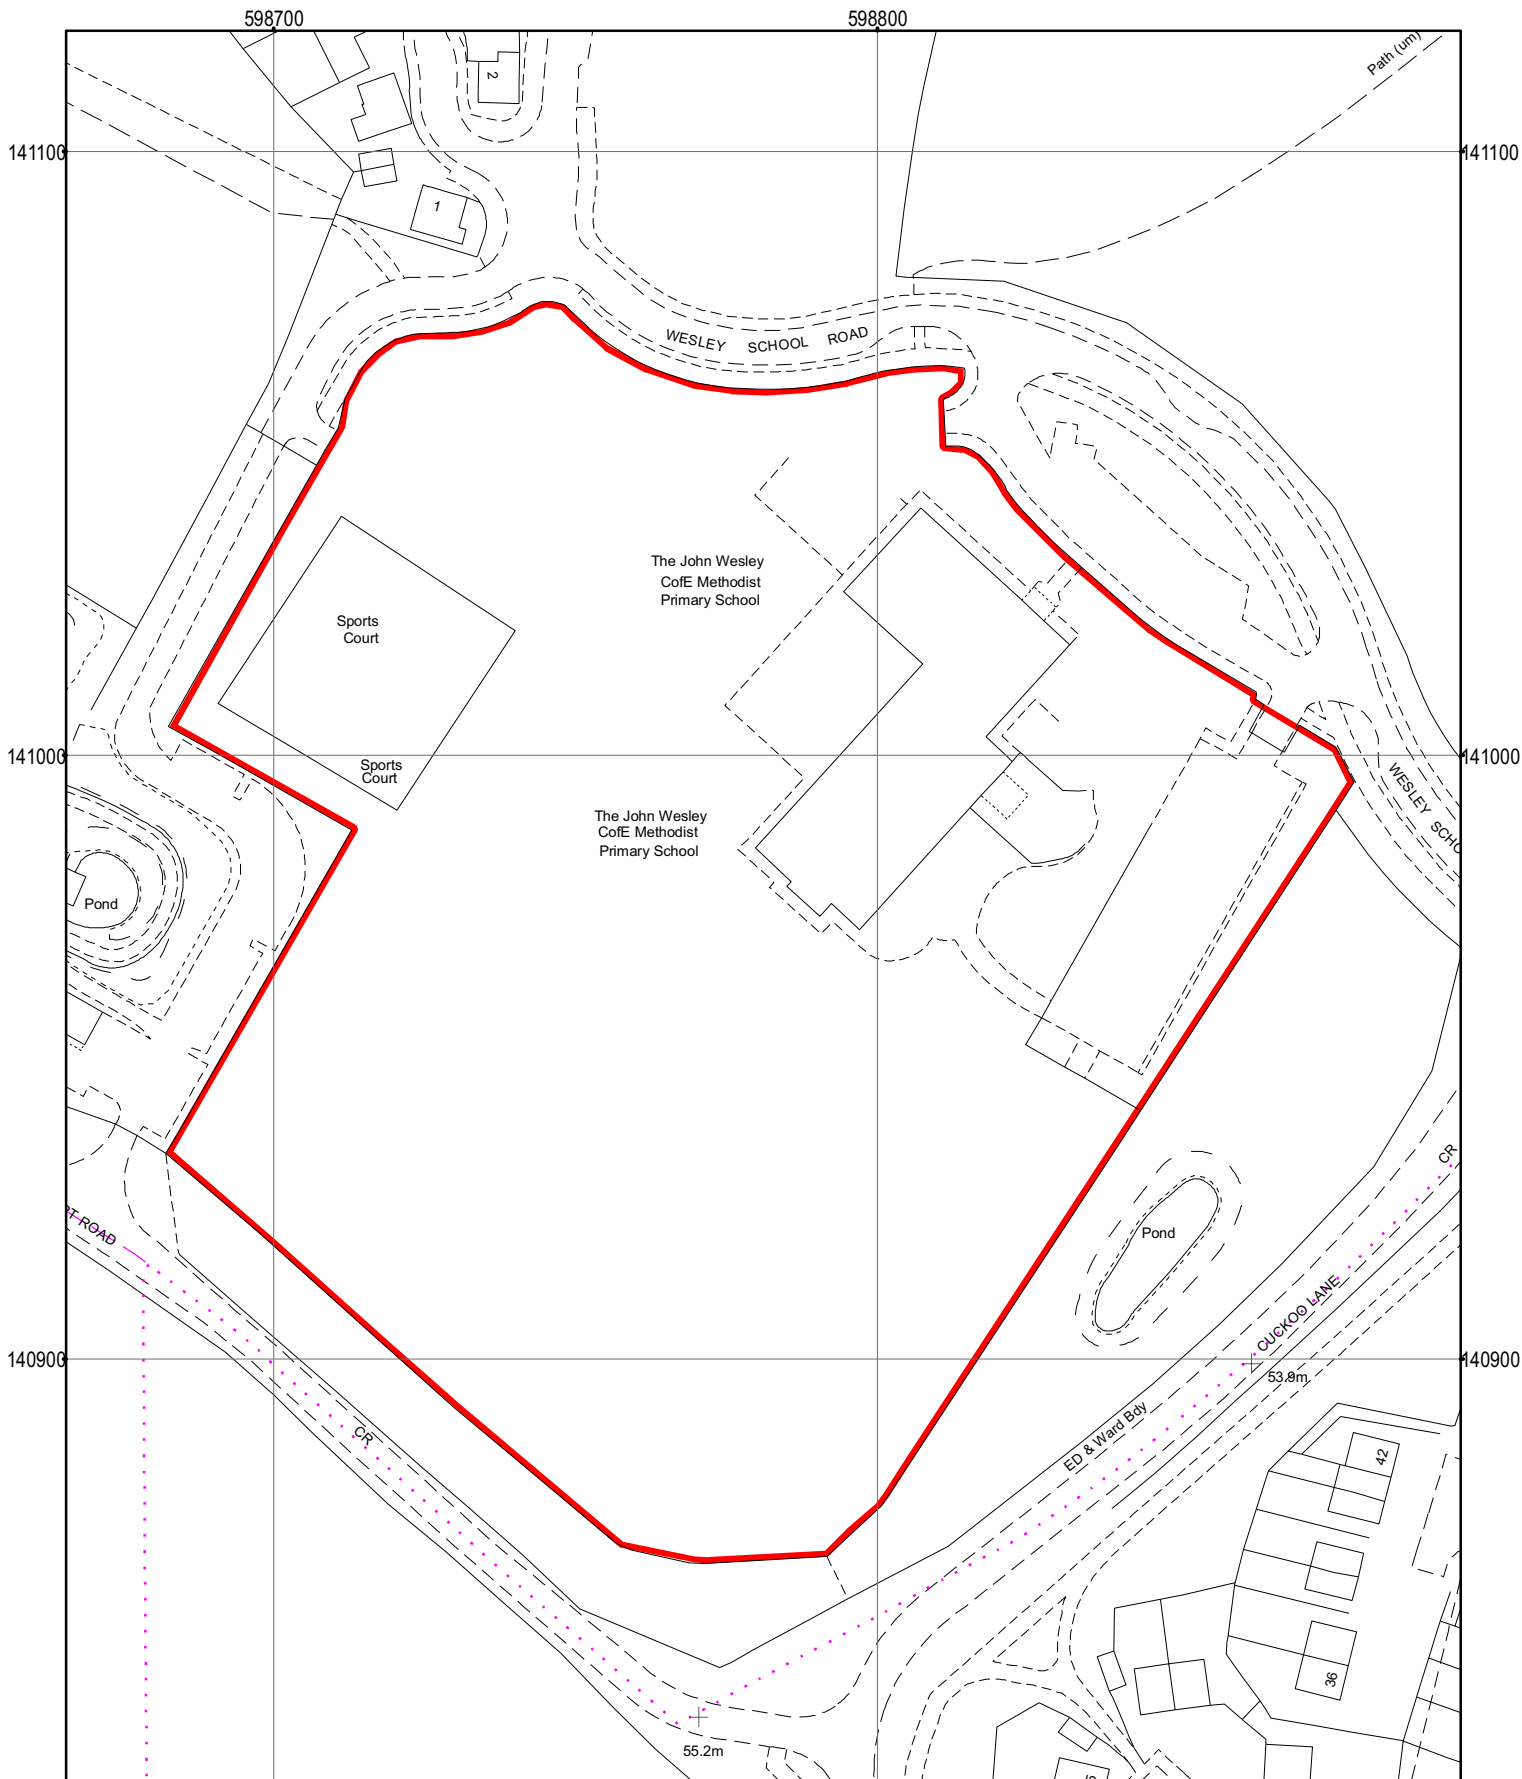 598700
598800
Path (um)
2
141100
141100
1
WESLEY SCHOOL ROAD
The John Wesley
CofE Methodist
Primary School
Sports
Court
141000
141000
Sports
Court
WESLEY SCHO
The John Wesley
CofE Methodist
Primary School
Pond
CR
RT ROAD
Pond
CUCKOO LANE
140900
140900
53.9m
ED & Ward Bdy
CR
42
36
55.2m